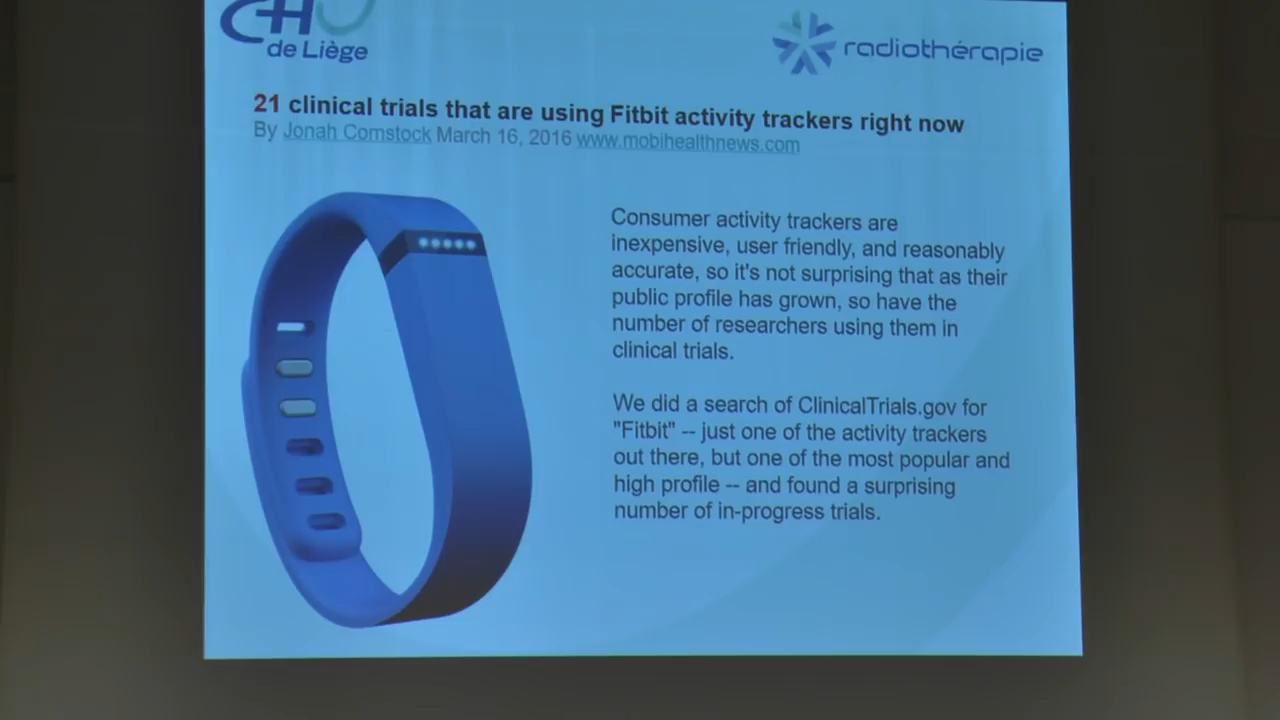 CHU
de Liège
radiothérapie
21 clinical trials that are using Fitbit activity trackers right now
By Jonah Comstock March 16, 2016 www.mobihealthnews.com
Consumer activity trackers are
inexpensive, user friendly, and reasonably
accurate, so it's not surprising that as their
public profile has grown, so have the
number of researchers using them in
clinical trials.
We did a search of ClinicalTrials.gov for
"Fitbit" -- just one of the activity trackers
out there, but one of the most popular and
high profile -- and found a surprising
number of in-progress trials.